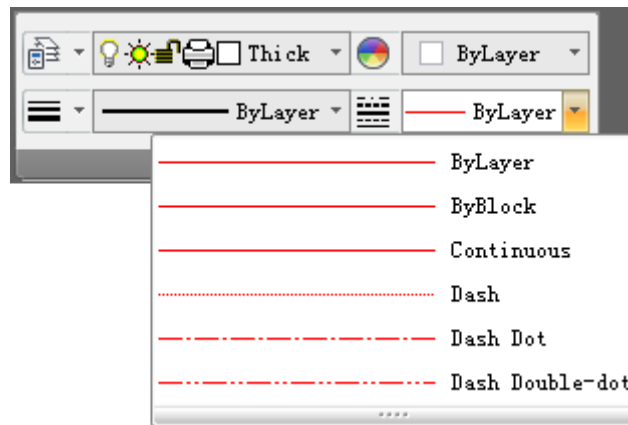 Thick ByLayer
ByLayer ByLayer
ByLayer
ByBlock
Continuous
Dash
Dash Dot
Dash Double-dot